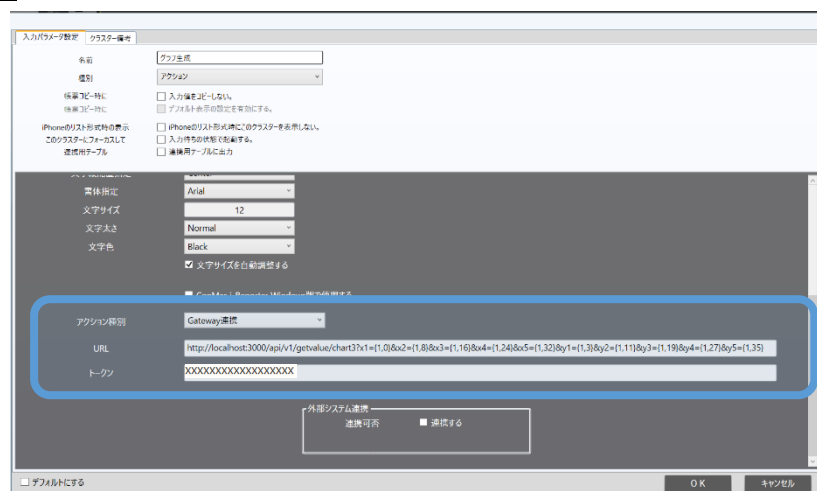 入力パラメータ設定 クラスター備考
名前 グラフ生成
種別 アクション
帳票コピー時に 入力値をコピーしない。
帳票コピー時に デフォルト表示の設定を有効にする。
iPhoneのリスト形式時の表示 iPhoneのリスト形式時にこのクラスターを表示しない。
このクラスターにフォーカスして 入力待ちの状態で起動する。
連携用テーブル 連携用テーブルに出力
書体指定 Arial
文字サイズ 12
文字太さ Normal
文字色 Black
文字サイズを自動調整する
アクション種別 Gateway連携
URL http://localhost:3000/api/v1/getvalue/chart3?x1={1,0}&x2={1,8}&x3={1,16}&x4={1,24}&x5={1,32}&y1={1,3}&y2={1,11}&y3={1,19}&y4={1,27}&y5={1,35}
トークン XXXXXXXXXXXXXXXXXX
外部システム連携
連携可否 連携する
デフォルトにする OK キャンセル